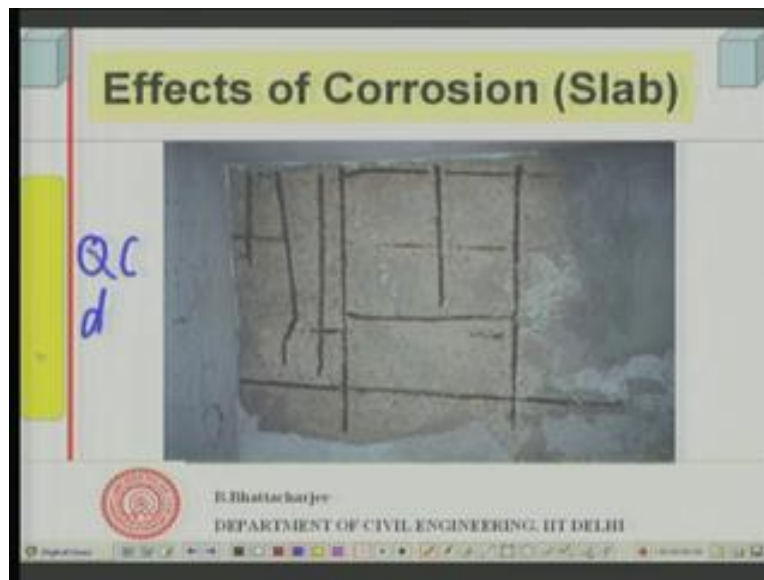 Effects of Corrosion (Slab)
QC
d
B.Bhattacharjee
DEPARTMENT OF CIVIL ENGINEERING, IIT DELHI